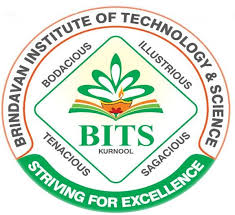 BRINDAVAN INSTITUTE OF TECHNOLOGY & SCIENCE
BODACIOUS
ILLUSTRIOUS
BITS
KURNOOL
TENACIOUS
SAGACIOUS
STRIVING FOR EXCELLENCE